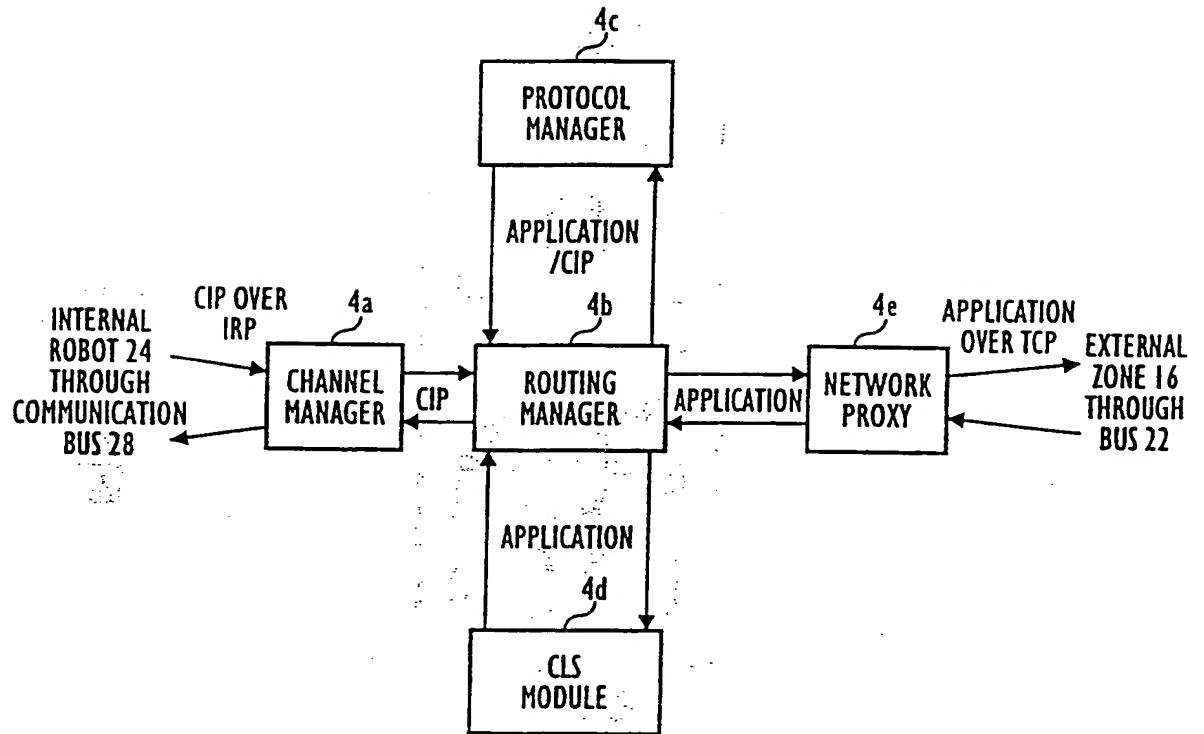 4c
PROTOCOL
MANAGER
APPLICATION
/CIP
CIP OVER
IRP
INTERNAL
ROBOT 24
THROUGH
COMMUNICATION
BUS 28
4a
CHANNEL
MANAGER
CIP
4b
ROUTING
MANAGER
APPLICATION
4e
NETWORK
PROXY
APPLICATION
OVER TCP
EXTERNAL
ZONE 16
THROUGH
BUS 22
APPLICATION
4d
CLS
MODULE